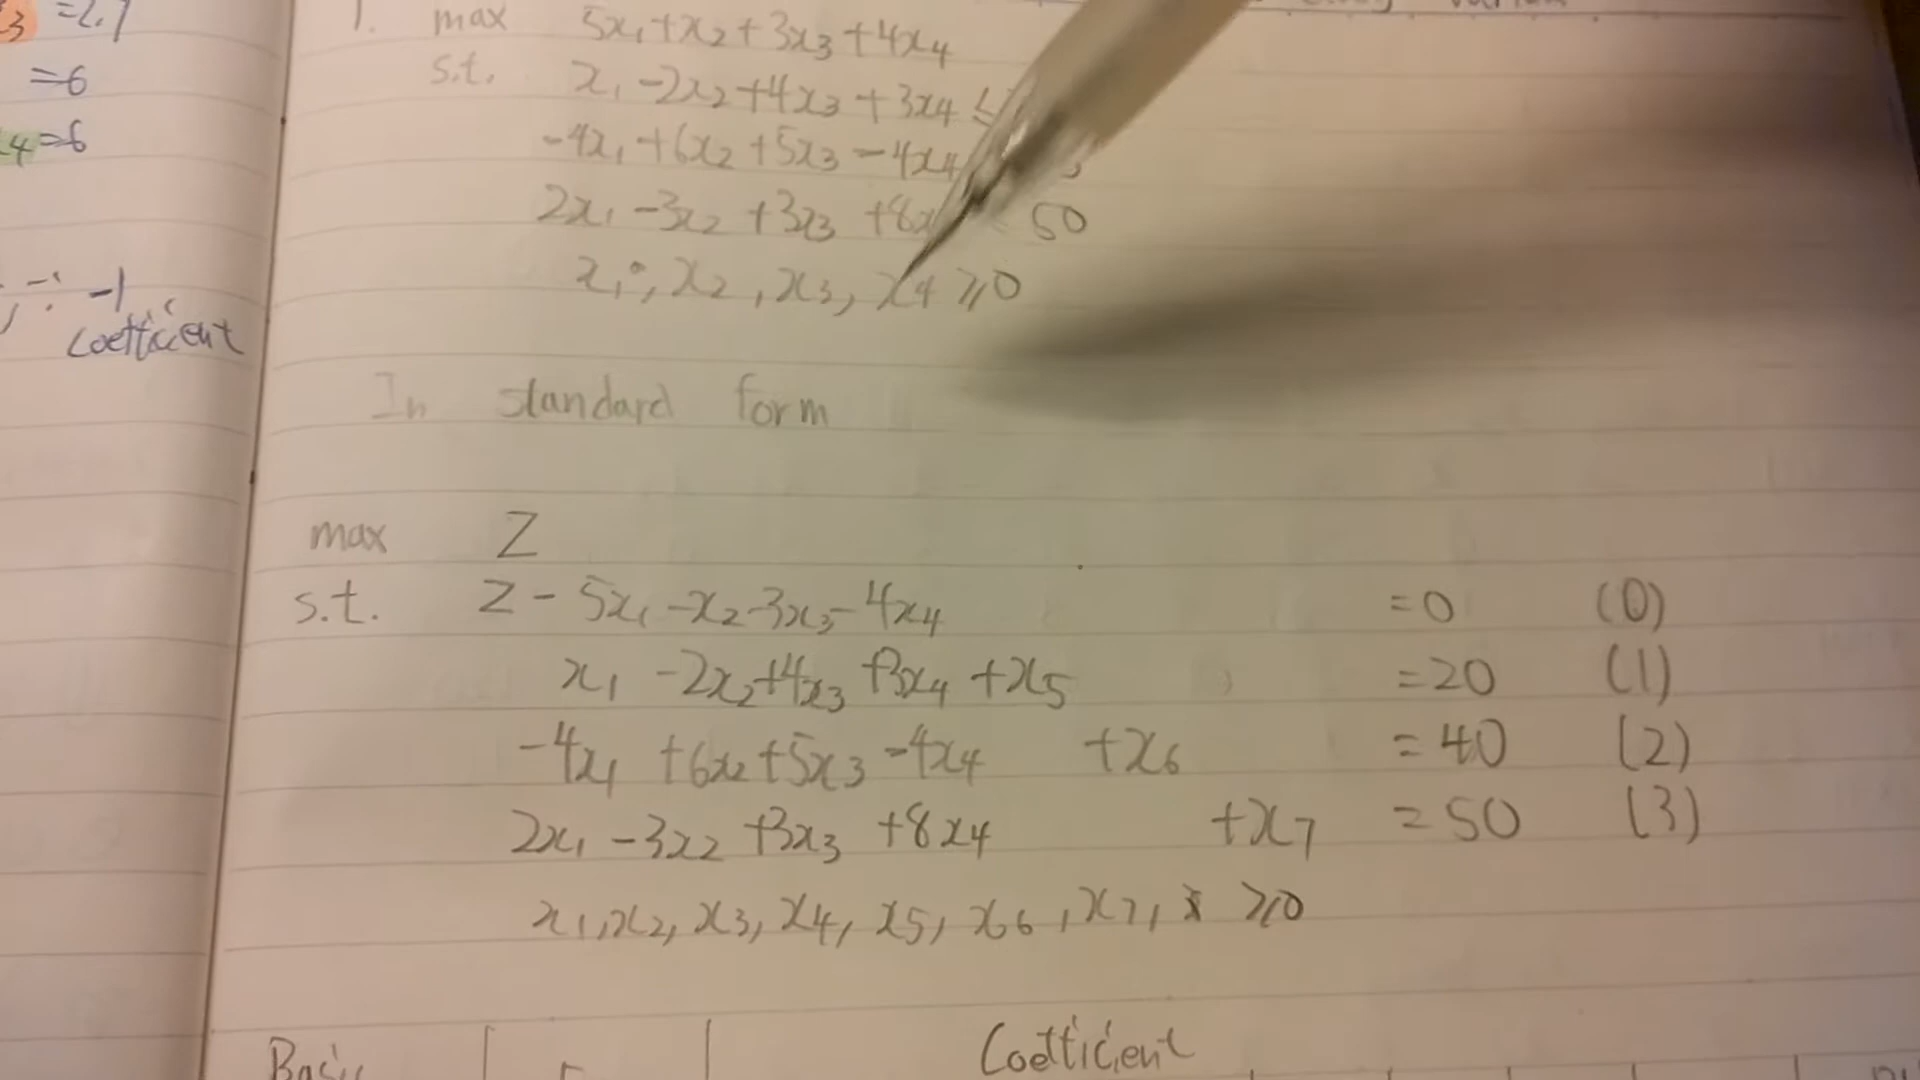 3 =2.7
=6
4=6
-1
coefficient
1. max 5x₁+x₂+3x₃+4x₄
s.t. x₁-2x₂+4x₃+3x₄ ≤
-4x₁+6x₂+5x₃-4x₄
2x₁-3x₂+3x₃+8x 50
x₁, x₂, x₃, x₄ ≥0
In standard form
max Z
s.t. Z-5x₁-x₂-3x₃-4x₄ =0 (0)
x₁-2x₂+4x₃+3x₄+x₅ =20 (1)
-4x₁+6x₂+5x₃-4x₄ +x₆ =40 (2)
2x₁-3x₂+3x₃+8x₄ +x₇ =50 (3)
x₁,x₂,x₃,x₄,x₅,x₆,x₇, ≥0
Basic Coefficient